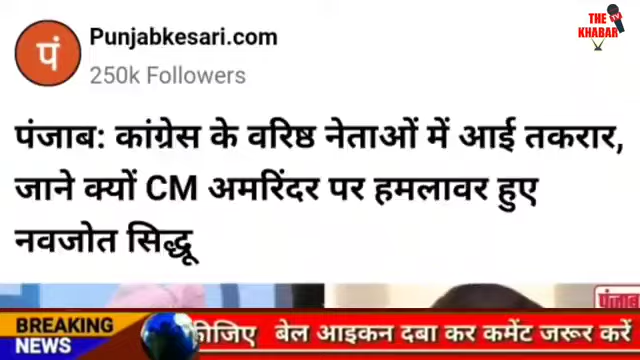 THE
KHABAR
TV
पं
Punjabkesari.com
250k Followers
पंजाब: कांग्रेस के वरिष्ठ नेताओं में आई तकरार,
जाने क्यों CM अमरिंदर पर हमलावर हुए
नवजोत सिद्धू
पंजाब
BREAKING
NEWS
बेल आइकन दबा कर कमेंट जरूर करें